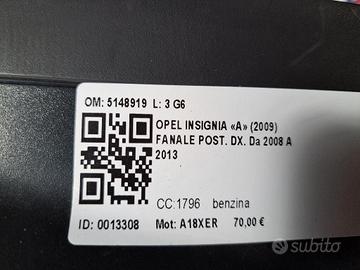 OM: 5148919 L: 3 G6
OPEL INSIGNIA «A» (2009)
FANALE POST. DX. Da 2008 A
2013
CC:1796 benzina
ID: 0013308 Mot: A18XER 70,00 €
subito